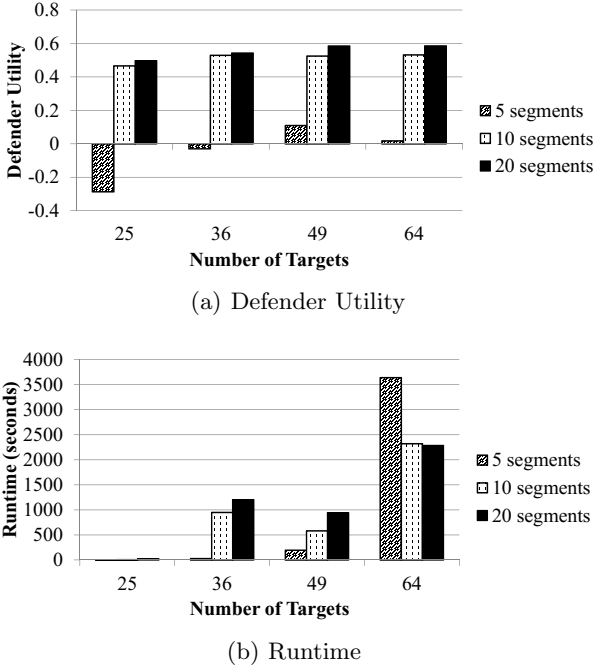 0.8
0.6
0.4
0.2
0
-0.2
-0.4
Defender Utility
25 36 49 64
Number of Targets
5 segments
10 segments
20 segments
(a) Defender Utility
4000
3500
3000
2500
2000
1500
1000
500
0
Runtime (seconds)
25 36 49 64
Number of Targets
5 segments
10 segments
20 segments
(b) Runtime